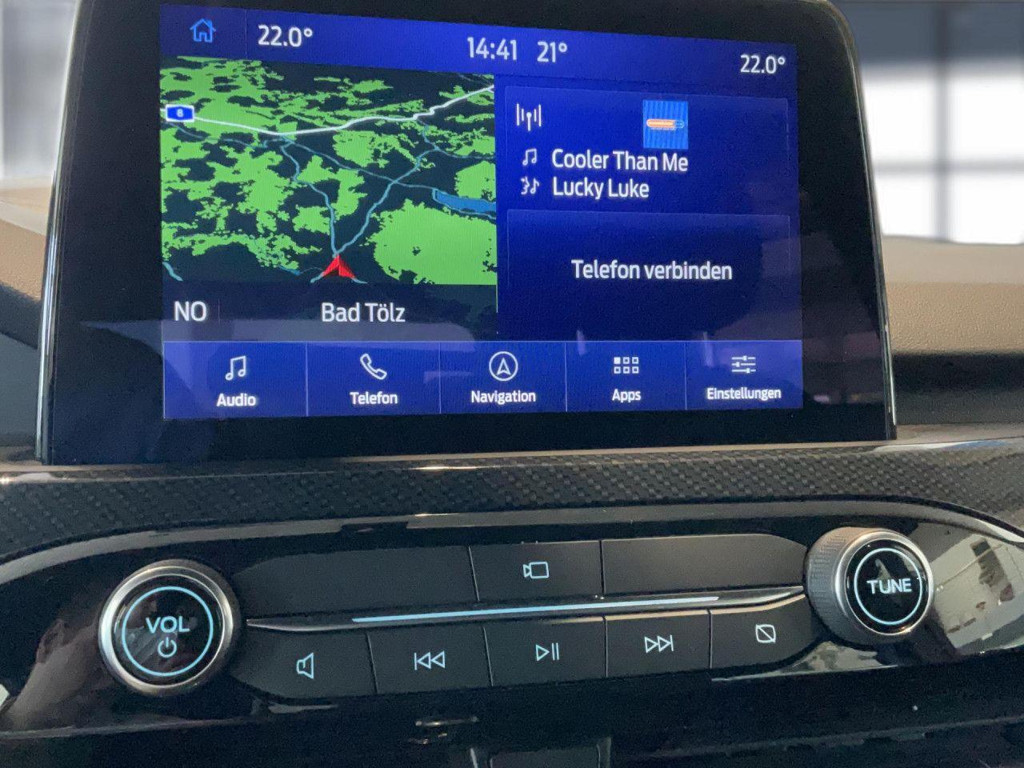 22.0° 14:41 21° 22.0°
8
Cooler Than Me
Lucky Luke
Telefon verbinden
NO Bad Tölz
Audio Telefon Navigation Apps Einstellungen
VOL TUNE